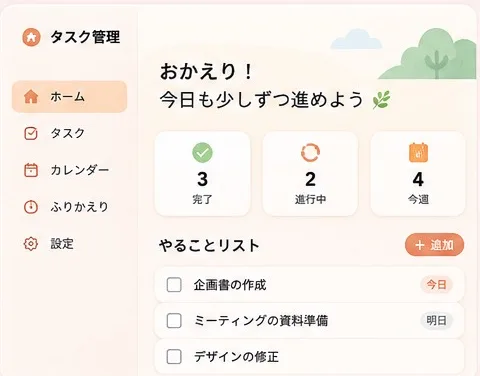 タスク管理
ホーム
タスク
カレンダー
ふりかえり
設定
おかえり！
今日も少しずつ進めよう
3
完了
2
進行中
4
今週
やることリスト
+ 追加
企画書の作成
今日
ミーティングの資料準備
明日
デザインの修正